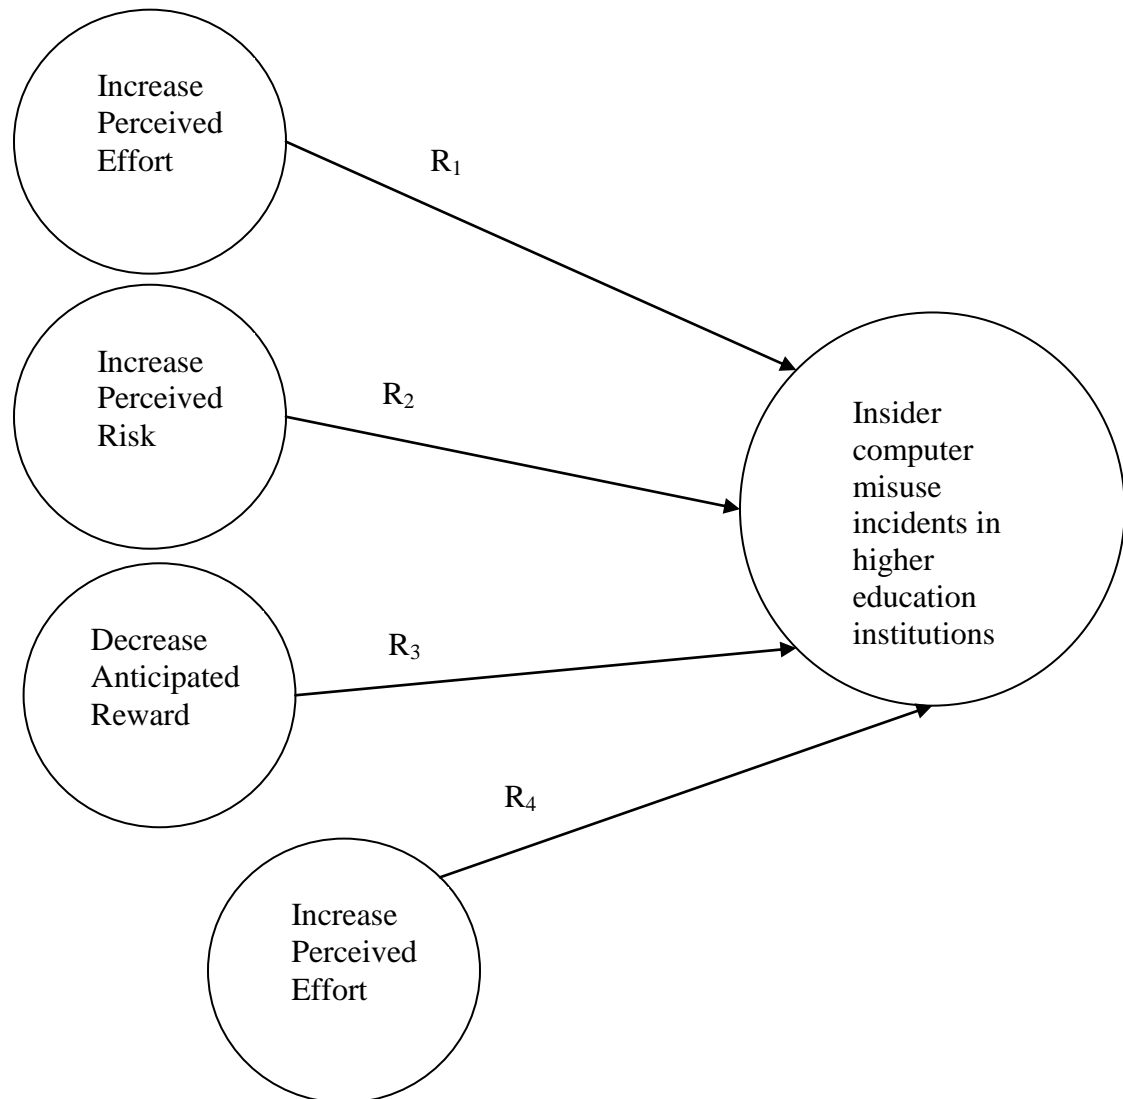 Increase
Perceived
Effort
R₁
Increase
Perceived
Risk
R₂
Insider
computer
misuse
incidents in
higher
education
institutions
Decrease
Anticipated
Reward
R₃
R₄
Increase
Perceived
Effort